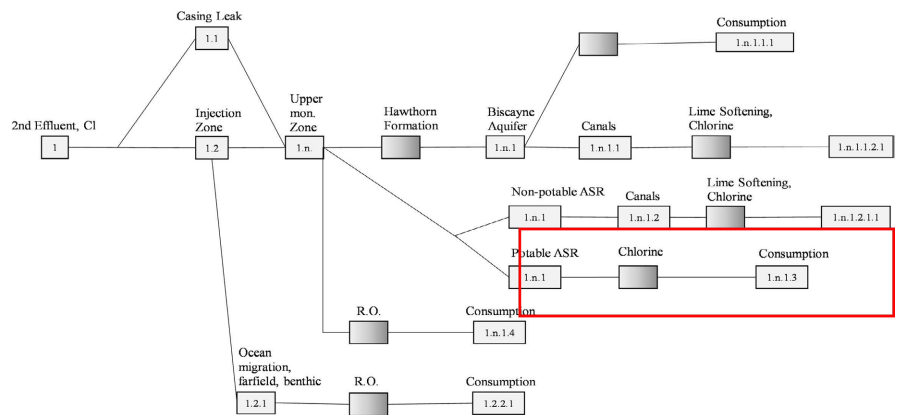 Casing Leak
1.1
Consumption
1.n.1.1.1
2nd Effluent, Cl
1
Injection
Zone
1.2
Upper
mon.
Zone
1.n.
Hawthorn
Formation
Biscayne
Aquifer
1.n.1
Canals
1.n.1.1
Lime Softening,
Chlorine
1.n.1.1.2.1
Non-potable ASR
1.n.1
Canals
1.n.1.2
Lime Softening,
Chlorine
1.n.1.2.1.1
Potable ASR
1.n.1
Chlorine
Consumption
1.n.1.3
R.O.
Consumption
1.n.1.4
Ocean
migration,
farfield, benthic
1.2.1
R.O.
Consumption
1.2.2.1